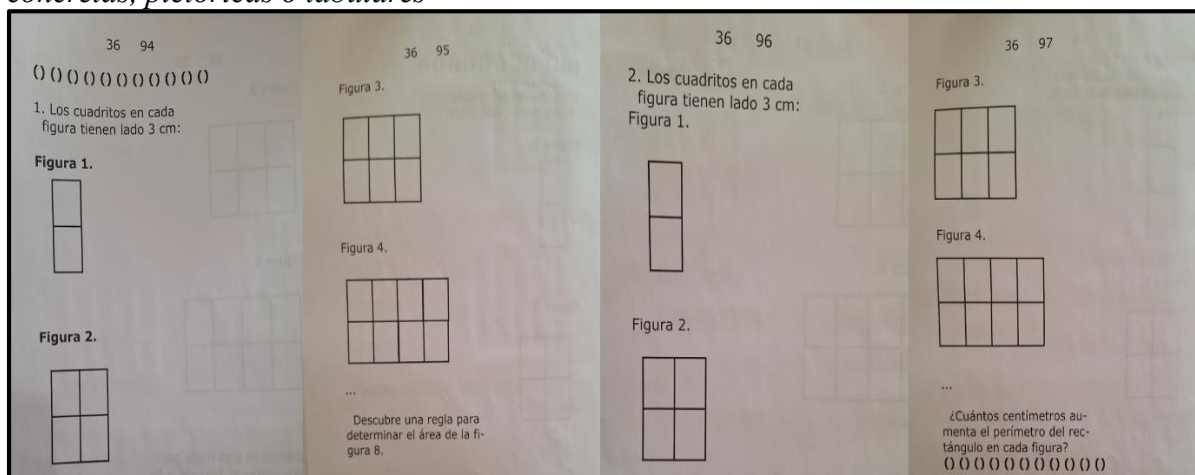 concretas, pictóricas o tabulares
36 94
()()()()()()()()()()()
1. Los cuadritos en cada
figura tienen lado 3 cm:
Figura 1.
Figura 2.
36 95
Figura 3.
Figura 4.
...
Descubre una regla para
determinar el área de la fi-
gura 8.
36 96
2. Los cuadritos en cada
figura tienen lado 3 cm:
Figura 1.
Figura 2.
36 97
Figura 3.
Figura 4.
...
¿Cuántos centímetros au-
menta el perímetro del rec-
tángulo en cada figura?
()()()()()()()()()()()